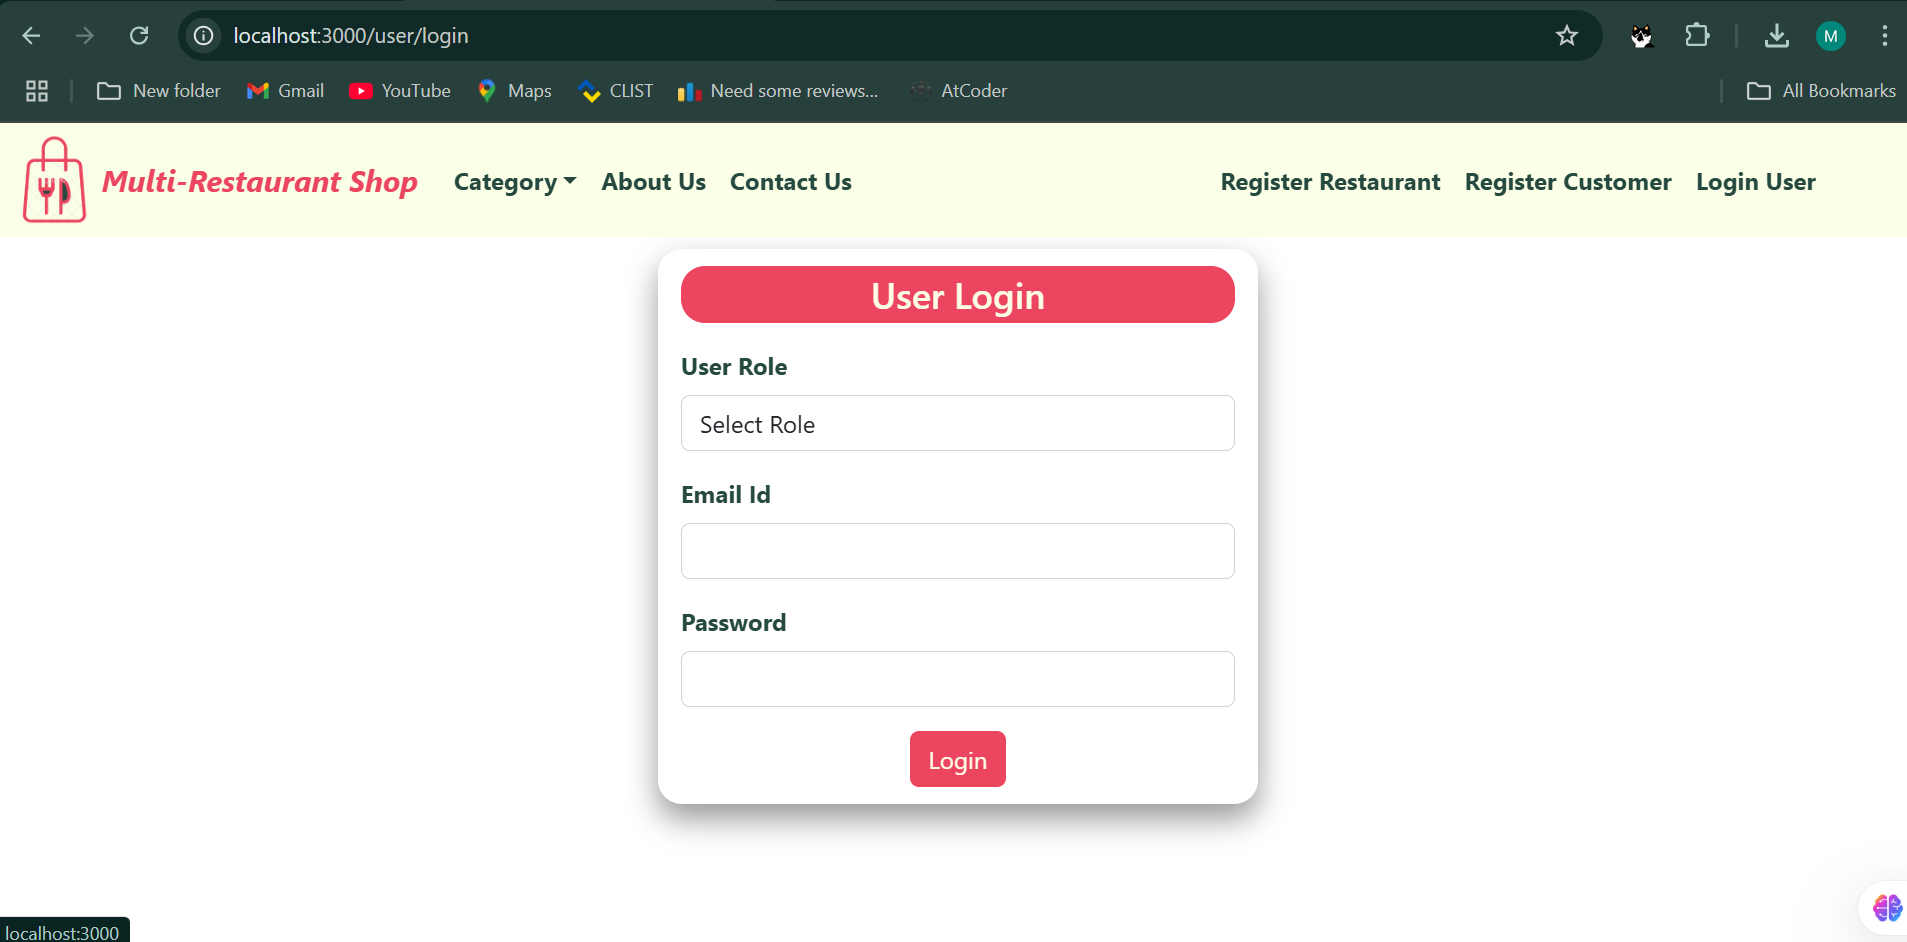 localhost:3000/user/login
M
New folder Gmail YouTube Maps CLIST Need some reviews... AtCoder All Bookmarks
Multi-Restaurant Shop Category About Us Contact Us Register Restaurant Register Customer Login User
User Login
User Role
Select Role
Email Id
Password
Login
localhost:3000